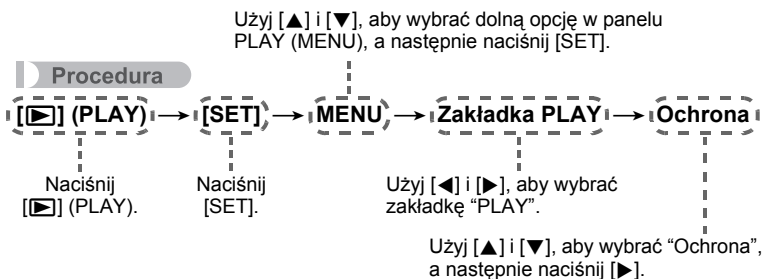 Użyj [▲] i [▼], aby wybrać dolną opcję w panelu
PLAY (MENU), a następnie naciśnij [SET].
Procedura
[▶] (PLAY) → [SET] → MENU → Zakładka PLAY → Ochrona
Naciśnij
[▶] (PLAY).
Naciśnij
[SET].
Użyj [◀] i [▶], aby wybrać
zakładkę “PLAY”.
Użyj [▲] i [▼], aby wybrać “Ochrona”,
a następnie naciśnij [▶].